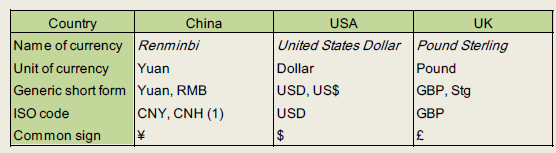 Country China USA UK
Name of currency Renminbi United States Dollar Pound Sterling
Unit of currency Yuan Dollar Pound
Generic short form Yuan, RMB USD, US$ GBP, Stg
ISO code CNY, CNH (1) USD GBP
Common sign ¥ $ £